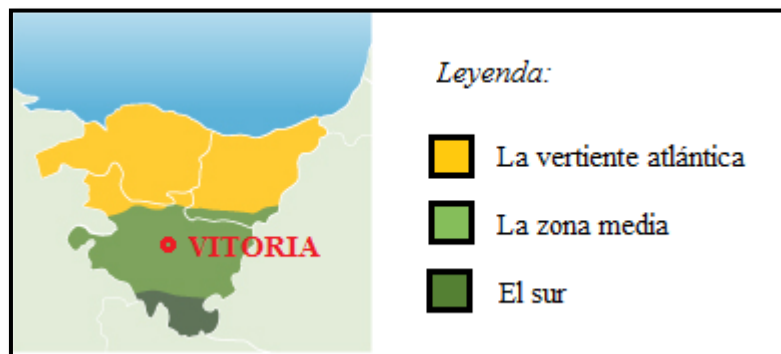 Leyenda:
La vertiente atlántica
La zona media
VITORIA
El sur